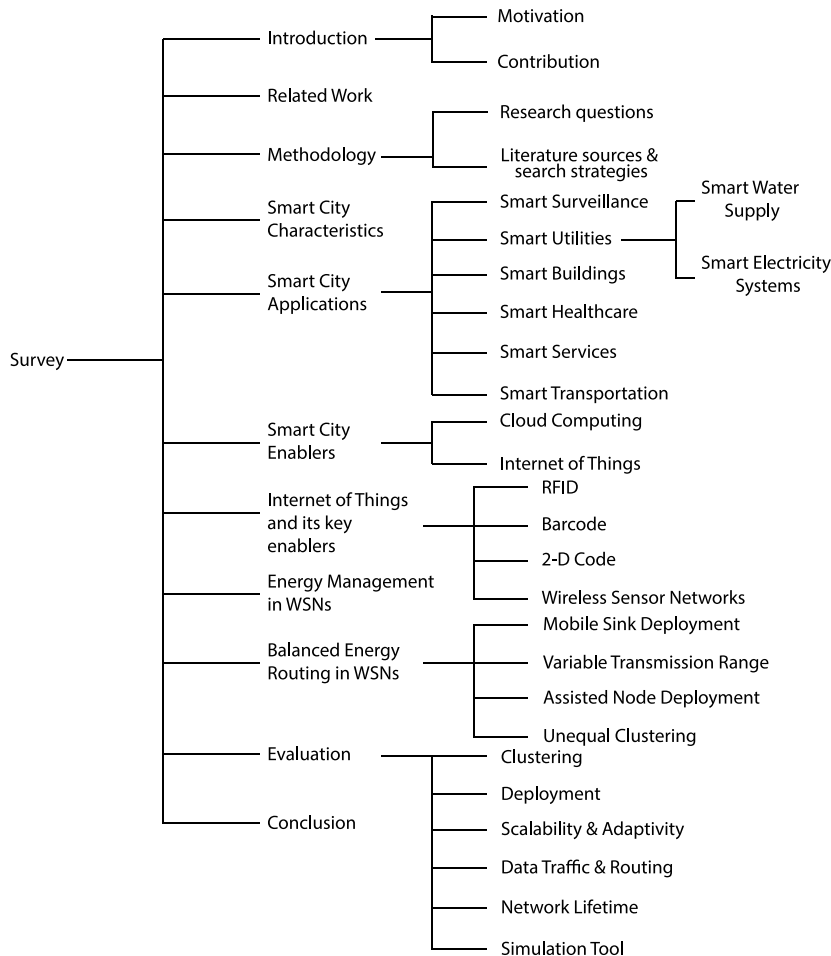 Survey
Introduction
Motivation
Contribution
Related Work
Methodology
Research questions
Literature sources &
search strategies
Smart City
Characteristics
Smart City
Applications
Smart Surveillance
Smart Utilities
Smart Water
Supply
Smart Electricity
Systems
Smart Buildings
Smart Healthcare
Smart Services
Smart Transportation
Smart City
Enablers
Cloud Computing
Internet of Things
Internet of Things
and its key
enablers
RFID
Barcode
2-D Code
Wireless Sensor Networks
Energy Management
in WSNs
Balanced Energy
Routing in WSNs
Mobile Sink Deployment
Variable Transmission Range
Assisted Node Deployment
Unequal Clustering
Evaluation
Clustering
Deployment
Scalability & Adaptivity
Data Traffic & Routing
Network Lifetime
Simulation Tool
Conclusion